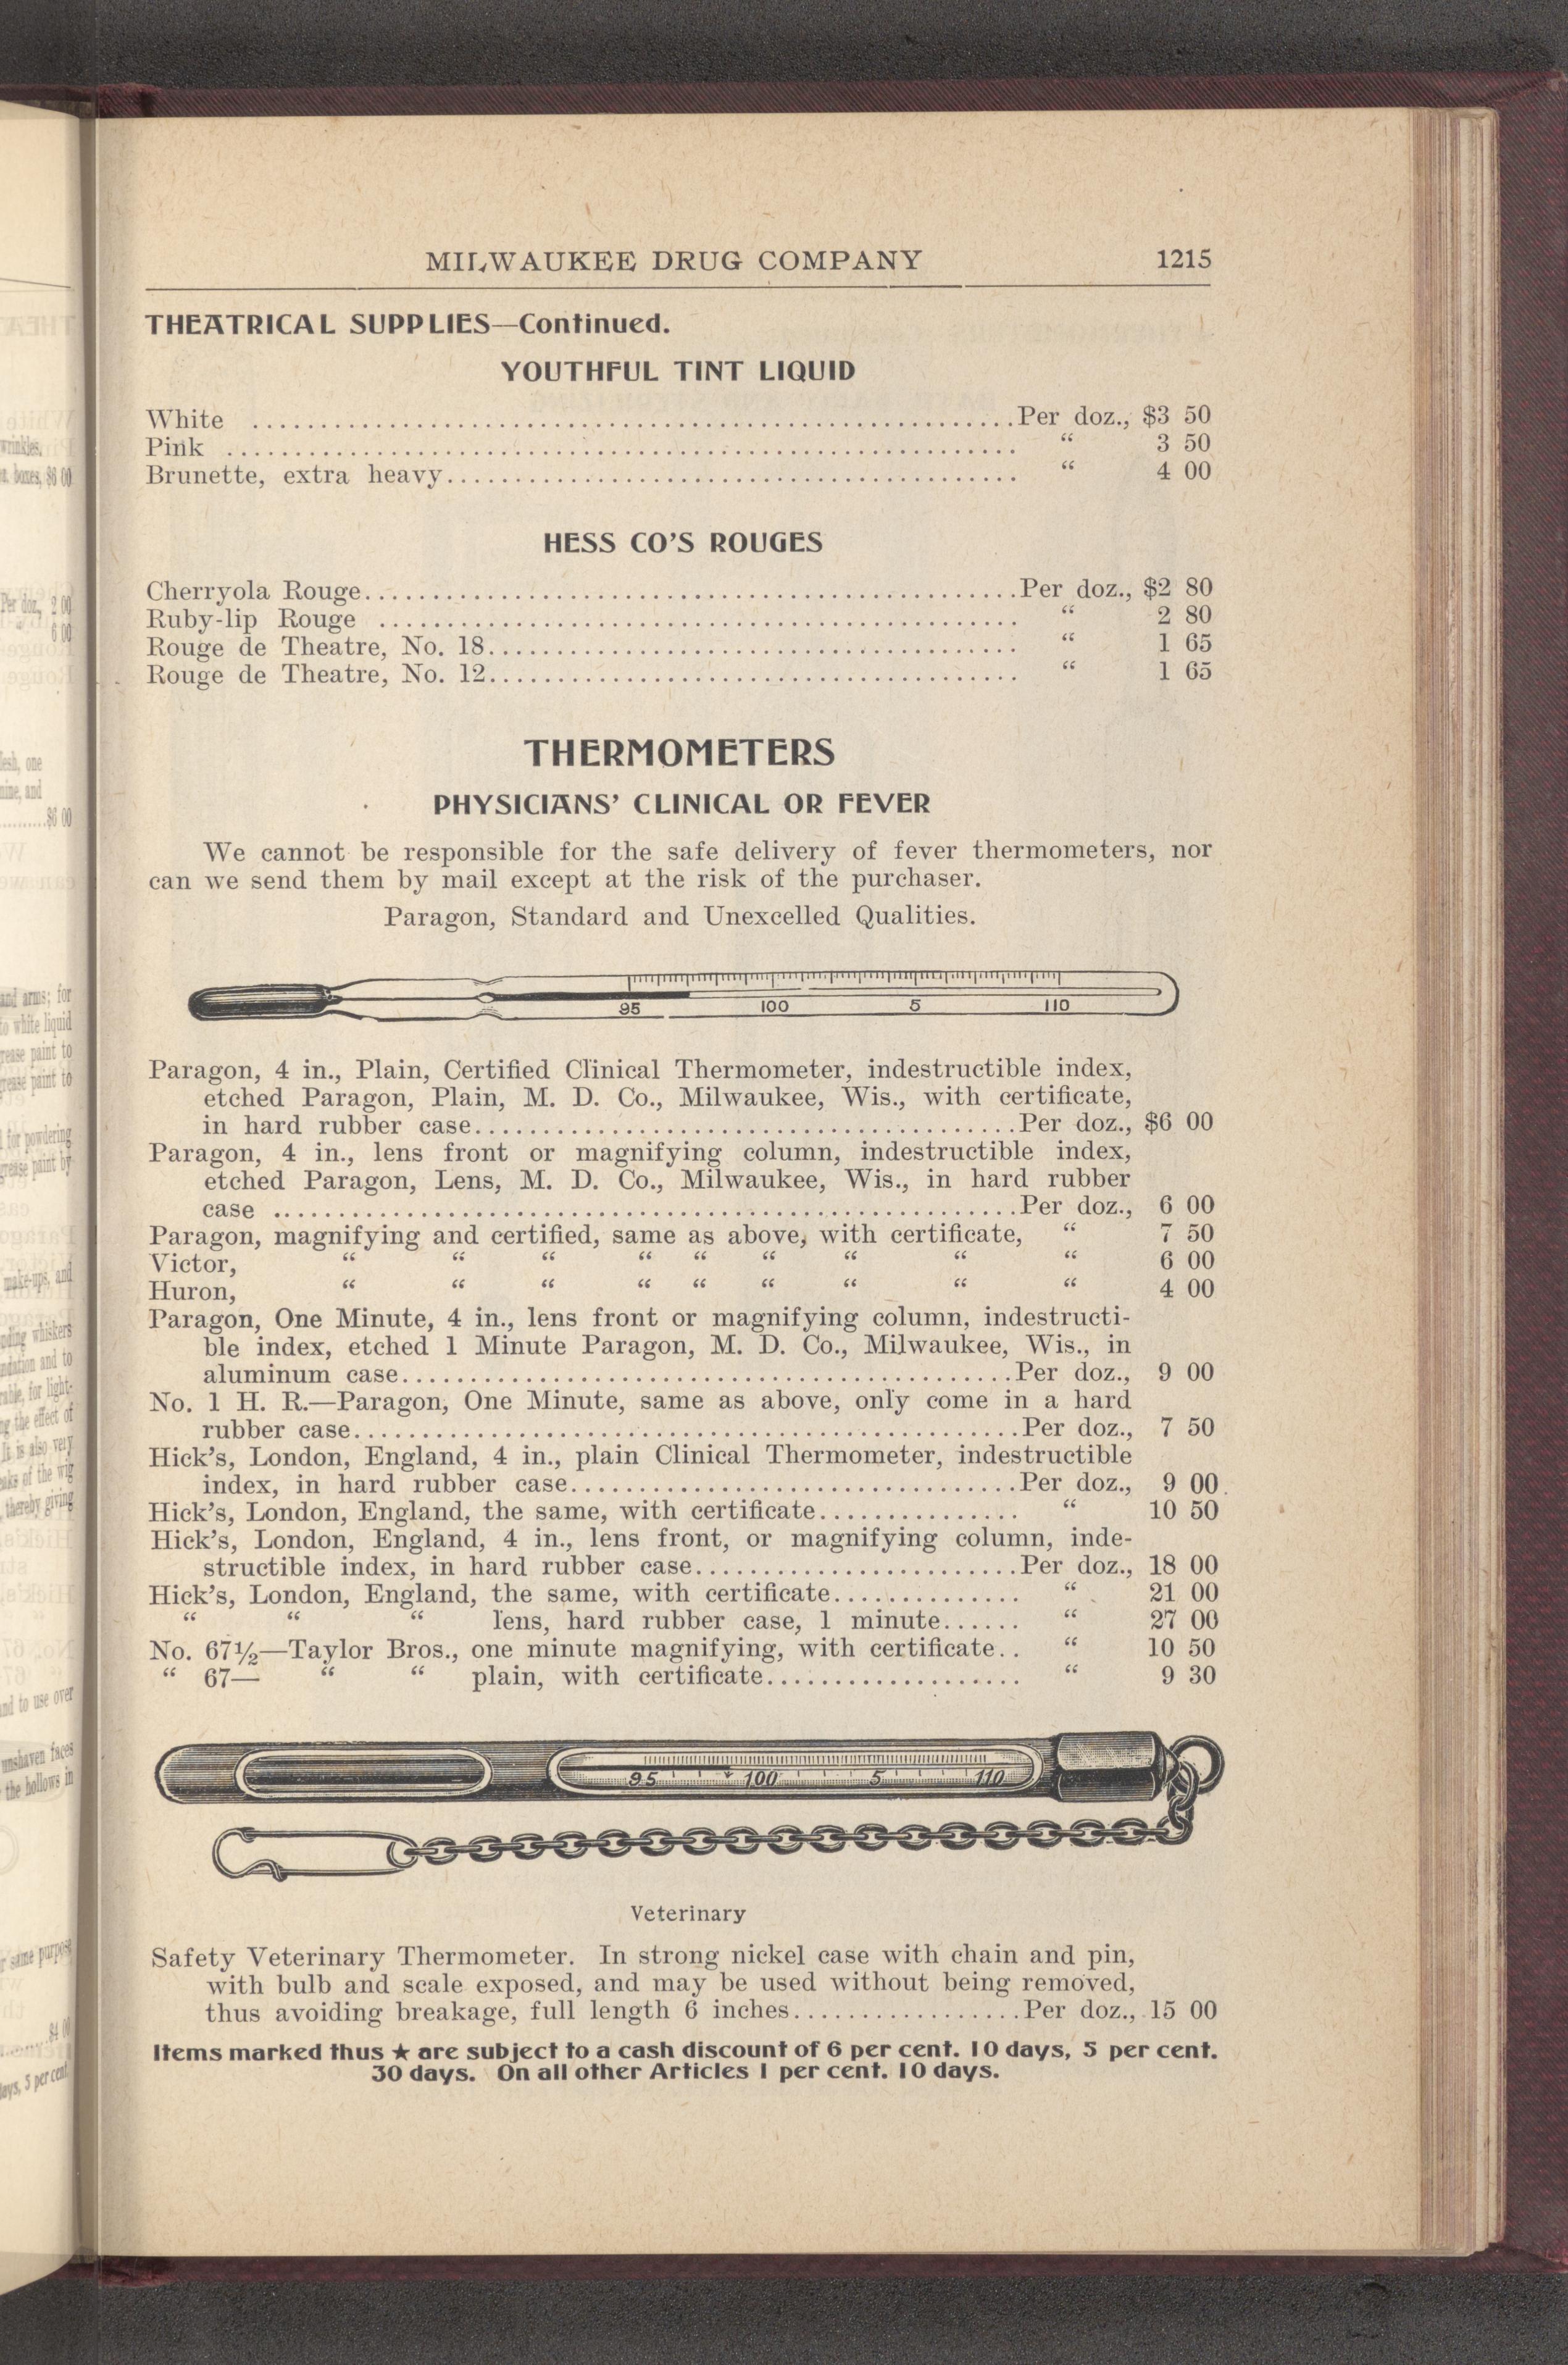 MILWAUKEE DRUG COMPANY 1215
THEATRICAL SUPPLIES—Continued.
YOUTHFUL TINT LIQUID
White ........................................................Per doz., $3 50
Pink .......................................................... “ 3 50
Brunette, extra heavy.......................................... “ 4 00
HESS CO'S ROUGES
Cherryola Rouge................................................Per doz., $2 80
Ruby-lip Rouge ............................................... “ 2 80
Rouge de Theatre, No. 18....................................... “ 1 65
Rouge de Theatre, No. 12....................................... “ 1 65
THERMOMETERS
PHYSICIANS' CLINICAL OR FEVER
We cannot be responsible for the safe delivery of fever thermometers, nor
can we send them by mail except at the risk of the purchaser.
Paragon, Standard and Unexcelled Qualities.
95 100 5 110
Paragon, 4 in., Plain, Certified Clinical Thermometer, indestructible index,
etched Paragon, Plain, M. D. Co., Milwaukee, Wis., with certificate,
in hard rubber case........................................Per doz., $6 00
Paragon, 4 in., lens front or magnifying column, indestructible index,
etched Paragon, Lens, M. D. Co., Milwaukee, Wis., in hard rubber
case .......................................................Per doz., 6 00
Paragon, magnifying and certified, same as above, with certificate, “ 7 50
Victor, “ “ “ “ “ “ “ “ “ 6 00
Huron, “ “ “ “ “ “ “ “ “ 4 00
Paragon, One Minute, 4 in., lens front or magnifying column, indestructi-
ble index, etched 1 Minute Paragon, M. D. Co., Milwaukee, Wis., in
aluminum case.............................................Per doz., 9 00
No. 1 H. R.—Paragon, One Minute, same as above, only come in a hard
rubber case.................................................Per doz., 7 50
Hick's, London, England, 4 in., plain Clinical Thermometer, indestructible
index, in hard rubber case.................................Per doz., 9 00
Hick's, London, England, the same, with certificate............... “ 10 50
Hick's, London, England, 4 in., lens front, or magnifying column, inde-
structible index, in hard rubber case........................Per doz., 18 00
Hick's, London, England, the same, with certificate.............. “ 21 00
“ “ “ lens, hard rubber case, 1 minute...... “ 27 00
No. 67½—Taylor Bros., one minute magnifying, with certificate.. “ 10 50
“ 67— “ “ plain, with certificate................... “ 9 30
95 100 5 110
Veterinary
Safety Veterinary Thermometer. In strong nickel case with chain and pin,
with bulb and scale exposed, and may be used without being removed,
thus avoiding breakage, full length 6 inches.................Per doz., 15 00
Items marked thus ★ are subject to a cash discount of 6 per cent. 10 days, 5 per cent.
30 days. On all other Articles 1 per cent. 10 days.